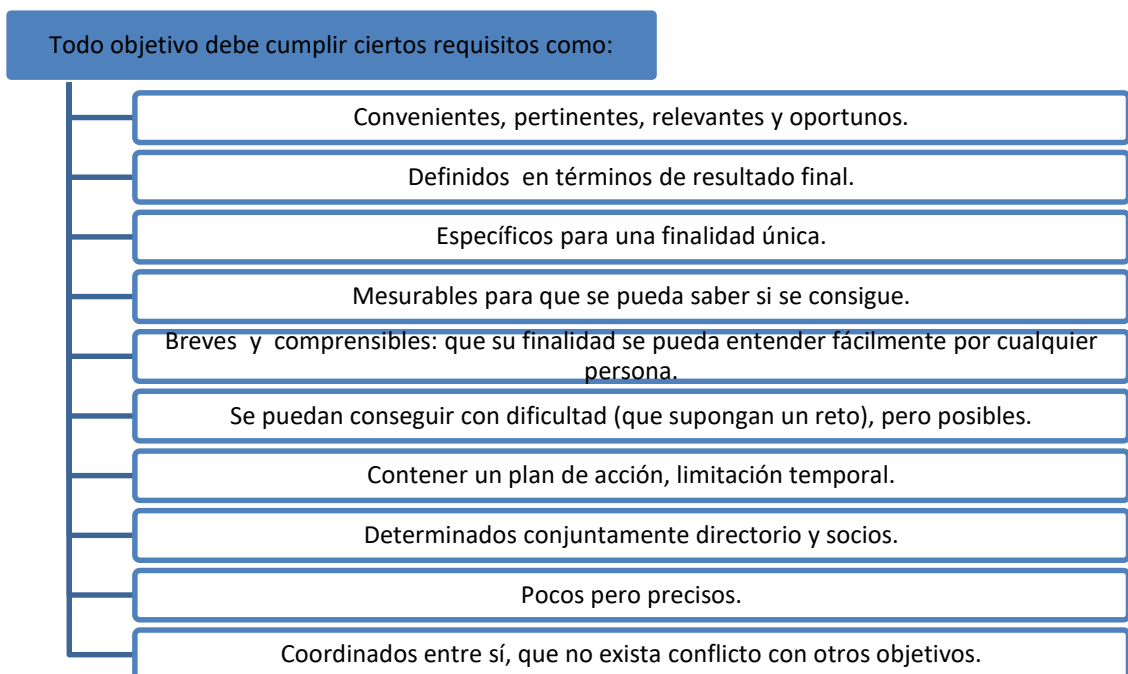 Todo objetivo debe cumplir ciertos requisitos como:
Convenientes, pertinentes, relevantes y oportunos.
Definidos  en términos de resultado final.
Específicos para una finalidad única.
Mesurables para que se pueda saber si se consigue.
Breves  y  comprensibles: que su finalidad se pueda entender fácilmente por cualquier
persona.
Se puedan conseguir con dificultad (que supongan un reto), pero posibles.
Contener un plan de acción, limitación temporal.
Determinados conjuntamente directorio y socios.
Pocos pero precisos.
Coordinados entre sí, que no exista conflicto con otros objetivos.